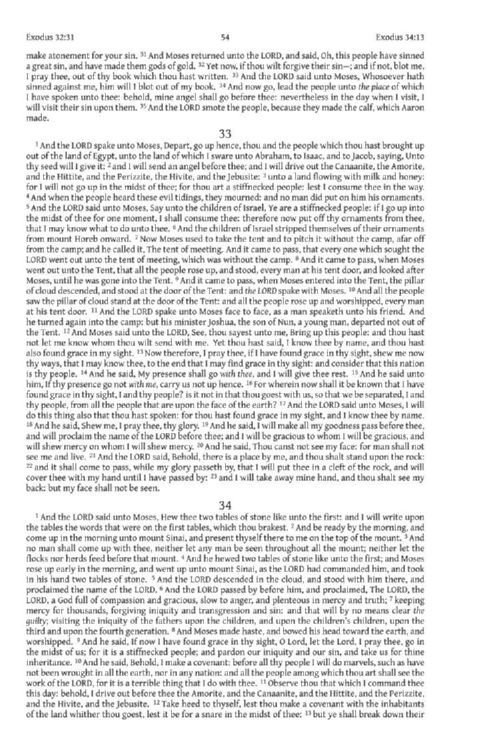 Exodus 32:31 54 Exodus 34:13
make atonement for your sin. 31 And Moses returned unto the LORD, and said, Oh, this people have sinned
a great sin, and have made them gods of gold. 32 Yet now, if thou wilt forgive their sin—; and if not, blot me,
I pray thee, out of thy book which thou hast written. 33 And the LORD said unto Moses, Whosoever hath
sinned against me, him will I blot out of my book. 34 And now go, lead the people unto the place of which
I have spoken unto thee: behold, mine angel shall go before thee: nevertheless in the day when I visit, I
will visit their sin upon them. 35 And the LORD smote the people, because they made the calf, which Aaron
made.
33
1 And the LORD spake unto Moses, Depart, go up hence, thou and the people which thou hast brought up
out of the land of Egypt, unto the land of which I sware unto Abraham, to Isaac, and to Jacob, saying, Unto
thy seed will I give it: 2 and I will send an angel before thee; and I will drive out the Canaanite, the Amorite,
and the Hittite, and the Perizzite, the Hivite, and the Jebusite: 3 unto a land flowing with milk and honey:
for I will not go up in the midst of thee; for thou art a stiffnecked people: lest I consume thee in the way.
4 And when the people heard these evil tidings, they mourned: and no man did put on him his ornaments.
5 And the LORD said unto Moses, Say unto the children of Israel, Ye are a stiffnecked people: if I go up into
the midst of thee for one moment, I shall consume thee: therefore now put off thy ornaments from thee,
that I may know what to do unto thee. 6 And the children of Israel stripped themselves of their ornaments
from mount Horeb onward. 7 Now Moses used to take the tent and to pitch it without the camp, afar off
from the camp; and he called it, The tent of meeting. And it came to pass, that every one which sought the
LORD went out unto the tent of meeting, which was without the camp. 8 And it came to pass, when Moses
went out unto the Tent, that all the people rose up, and stood, every man at his tent door, and looked after
Moses, until he was gone into the Tent. 9 And it came to pass, when Moses entered into the Tent, the pillar
of cloud descended, and stood at the door of the Tent: and the LORD spake with Moses. 10 And all the people
saw the pillar of cloud stand at the door of the Tent: and all the people rose up and worshipped, every man
at his tent door. 11 And the LORD spake unto Moses face to face, as a man speaketh unto his friend. And
he turned again into the camp: but his minister Joshua, the son of Nun, a young man, departed not out of
the Tent. 12 And Moses said unto the LORD, See, thou sayest unto me, Bring up this people: and thou hast
not let me know whom thou wilt send with me. Yet thou hast said, I know thee by name, and thou hast
also found grace in my sight. 13 Now therefore, I pray thee, if I have found grace in thy sight, shew me now
thy ways, that I may know thee, to the end that I may find grace in thy sight: and consider that this nation
is thy people. 14 And he said, My presence shall go with thee, and I will give thee rest. 15 And he said unto
him, If thy presence go not with me, carry us not up hence. 16 For wherein now shall it be known that I have
found grace in thy sight, I and thy people? is it not in that thou goest with us, so that we be separated, I and
thy people, from all the people that are upon the face of the earth? 17 And the LORD said unto Moses, I will
do this thing also that thou hast spoken: for thou hast found grace in my sight, and I know thee by name.
18 And he said, Shew me, I pray thee, thy glory. 19 And he said, I will make all my goodness pass before thee,
and will proclaim the name of the LORD before thee; and I will be gracious to whom I will be gracious, and
will shew mercy on whom I will shew mercy. 20 And he said, Thou canst not see my face: for man shall not
see me and live. 21 And the LORD said, Behold, there is a place by me, and thou shalt stand upon the rock:
22 and it shall come to pass, while my glory passeth by, that I will put thee in a cleft of the rock, and will
cover thee with my hand until I have passed by: 23 and I will take away mine hand, and thou shalt see my
back: but my face shall not be seen.
34
1 And the LORD said unto Moses, Hew thee two tables of stone like unto the first: and I will write upon
the tables the words that were on the first tables, which thou brakest. 2 And be ready by the morning, and
come up in the morning unto mount Sinai, and present thyself there to me on the top of the mount. 3 And
no man shall come up with thee, neither let any man be seen throughout all the mount; neither let the
flocks nor herds feed before that mount. 4 And he hewed two tables of stone like unto the first; and Moses
rose up early in the morning, and went up unto mount Sinai, as the LORD had commanded him, and took
in his hand two tables of stone. 5 And the LORD descended in the cloud, and stood with him there, and
proclaimed the name of the LORD. 6 And the LORD passed by before him, and proclaimed, The LORD, the
LORD, a God full of compassion and gracious, slow to anger, and plenteous in mercy and truth; 7 keeping
mercy for thousands, forgiving iniquity and transgression and sin: and that will by no means clear the
guilty; visiting the iniquity of the fathers upon the children, and upon the children's children, upon the
third and upon the fourth generation. 8 And Moses made haste, and bowed his head toward the earth, and
worshipped. 9 And he said, If now I have found grace in thy sight, O Lord, let the Lord, I pray thee, go in
the midst of us; for it is a stiffnecked people; and pardon our iniquity and our sin, and take us for thine
inheritance. 10 And he said, Behold, I make a covenant: before all thy people I will do marvels, such as have
not been wrought in all the earth, nor in any nation: and all the people among which thou art shall see the
work of the LORD, for it is a terrible thing that I do with thee. 11 Observe thou that which I command thee
this day: behold, I drive out before thee the Amorite, and the Canaanite, and the Hittite, and the Perizzite,
and the Hivite, and the Jebusite. 12 Take heed to thyself, lest thou make a covenant with the inhabitants
of the land whither thou goest, lest it be for a snare in the midst of thee: 13 but ye shall break down their